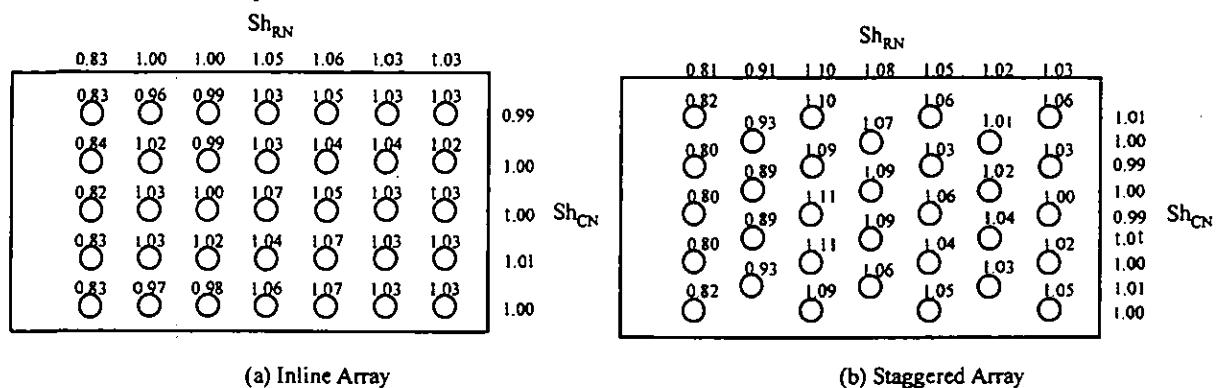 Sh_RN
0.83 1.00 1.00 1.05 1.06 1.03 1.03
0.83 0.96 0.99 1.03 1.05 1.03 1.03 0.99
0.84 1.02 0.99 1.03 1.04 1.04 1.02 1.00
0.82 1.03 1.00 1.07 1.05 1.03 1.03 1.00 Sh_CN
0.83 1.03 1.02 1.04 1.07 1.03 1.03 1.01
0.83 0.97 0.98 1.06 1.07 1.03 1.03 1.00
(a) Inline Array
Sh_RN
0.81 0.91 1.10 1.08 1.05 1.02 1.03
0.82 1.10 1.06 1.06 1.01
0.93 1.07 1.01 1.00
0.80 1.09 1.03 1.03 0.99
0.89 1.09 1.02 1.00
0.80 1.11 1.06 1.00 0.99 Sh_CN
0.89 1.09 1.04 1.01
0.80 1.11 1.04 1.02 1.00
0.93 1.06 1.03 1.01
0.82 1.09 1.05 1.05 1.00
(b) Staggered Array